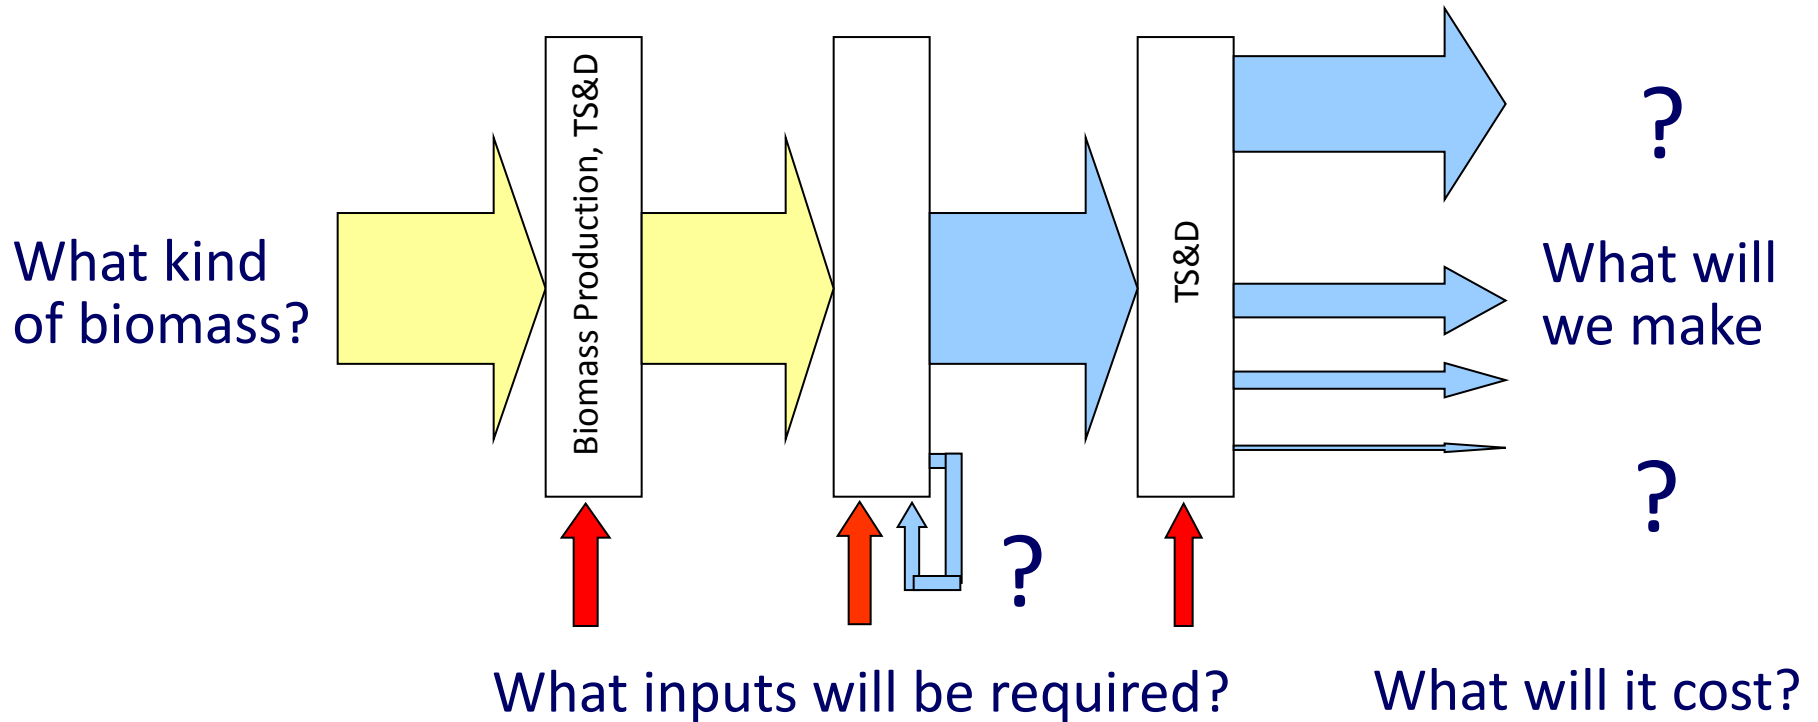 What kind
of biomass?
Biomass Production, TS&D
TS&D
?
What will
we make
?
?
What inputs will be required?
What will it cost?